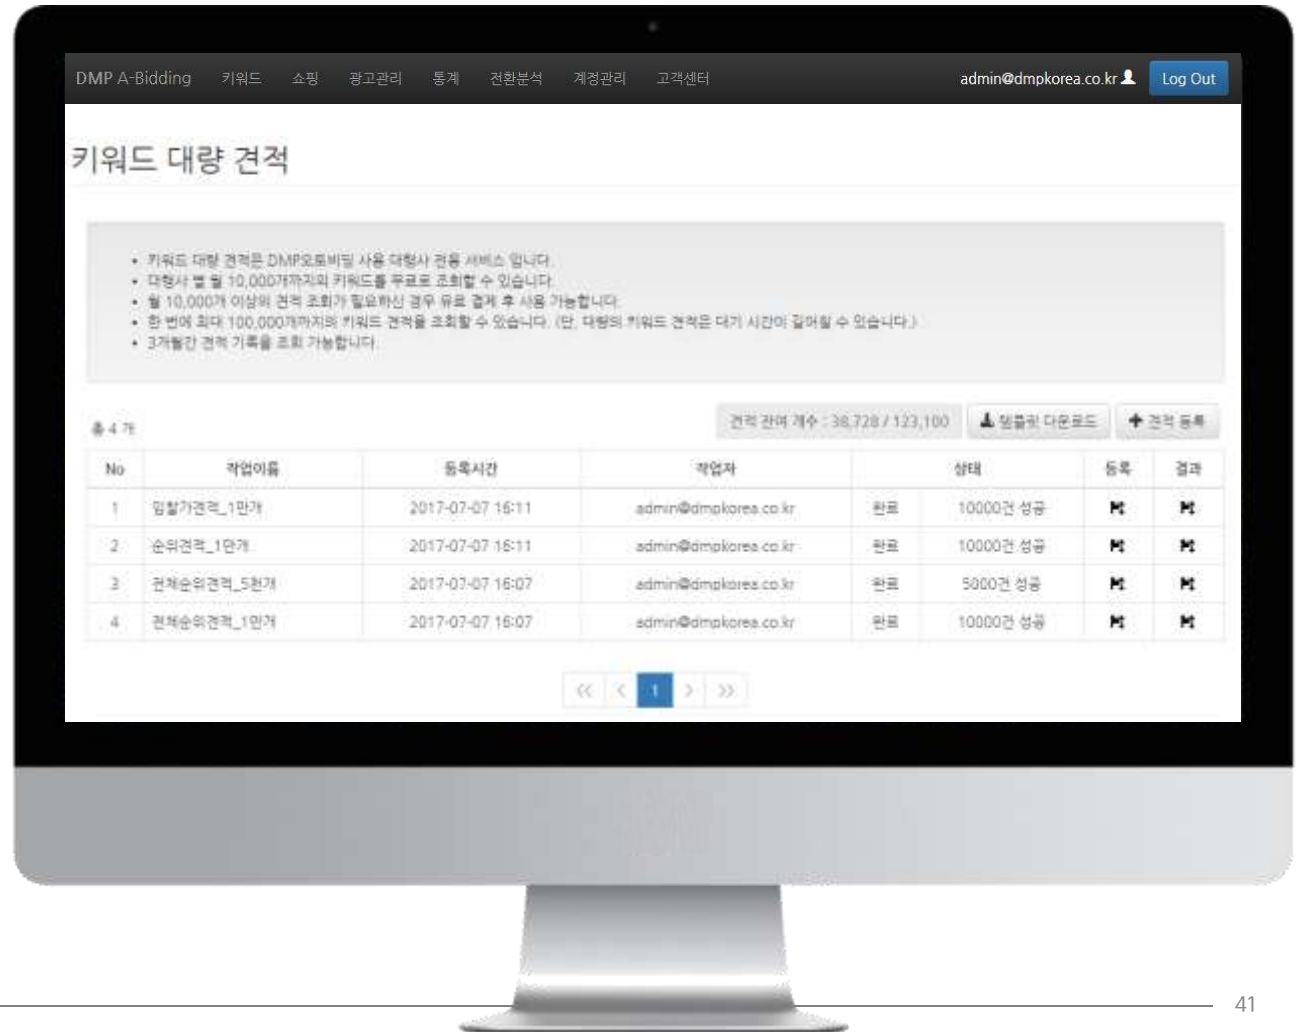 DMP A-Bidding 키워드 쇼핑 광고관리 통계 전환분석 계정관리 고객센터 admin@dmpkorea.co.kr Log Out
키워드 대량 견적
• 키워드 대량 견적은 DMP오토비딩 사용 대행사 전용 서비스 입니다.
• 대행사 별 월 10,000개까지의 키워드를 무료로 조회할 수 있습니다.
• 월 10,000개 이상의 견적 조회가 필요하신 경우 유료 결제 후 사용 가능합니다.
• 한 번에 최대 100,000개까지의 키워드 견적을 조회할 수 있습니다. (단, 대량의 키워드 견적은 대기 시간이 길어질 수 있습니다.)
• 3개월간 견적 기록을 조회 가능합니다.
총 4 개 견적 잔여 개수 : 38,728 / 123,100 템플릿 다운로드 견적 등록
No 작업이름 등록시간 작업자 상태 등록 결과
1 입찰가견적_1만개 2017-07-07 16:11 admin@dmpkorea.co.kr 완료 10000건 성공
2 순위견적_1만개 2017-07-07 16:11 admin@dmpkorea.co.kr 완료 10000건 성공
3 전체순위견적_5천개 2017-07-07 16:07 admin@dmpkorea.co.kr 완료 5000건 성공
4 전체순위견적_1만개 2017-07-07 16:07 admin@dmpkorea.co.kr 완료 10000건 성공
<< < 1 > >>
41